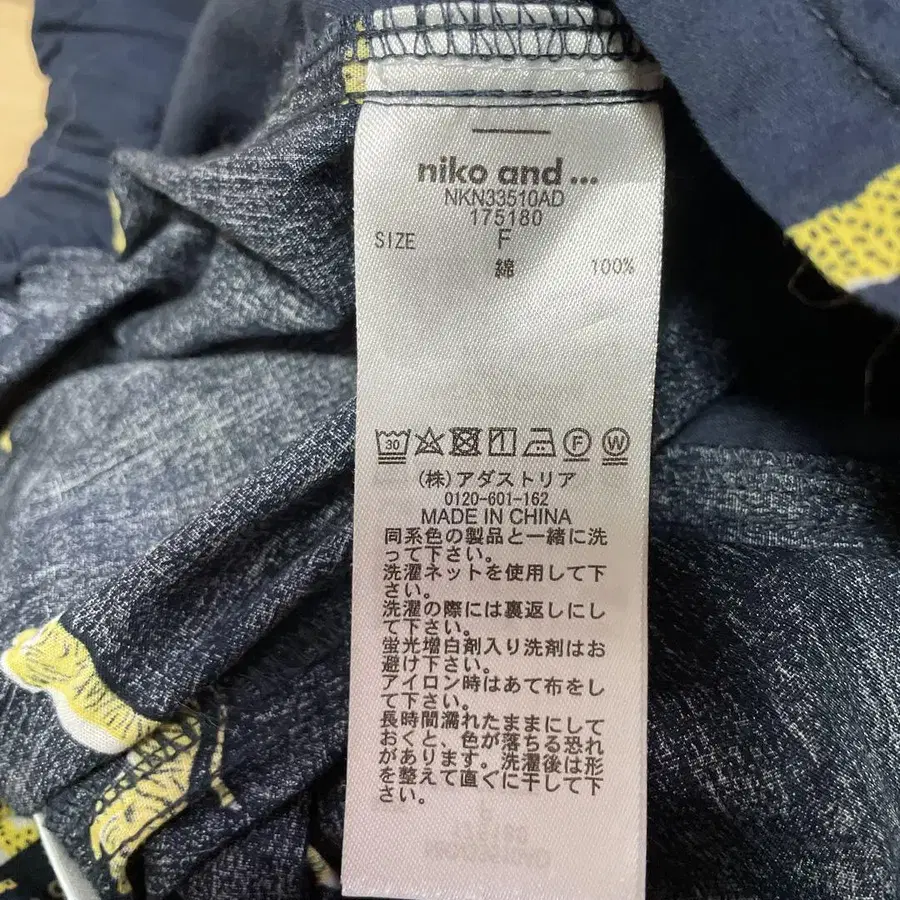 niko and ...
NKN33510AD
175180
SIZE F
綿 100%
30
F
W
(株)アダストリア
0120-601-162
MADE IN CHINA
同系色の製品と一緒に洗
って下さい。
洗濯ネットを使用して下
さい。
洗濯の際には裏返しにし
て下さい。
蛍光増白剤入り洗剤はお
避け下さい。
アイロン時はあて布をし
て下さい。
長時間濡れたままにして
おくと、色が落ちる恐れ
があります。洗濯後は形
を整えて直ぐに干して下
さい。